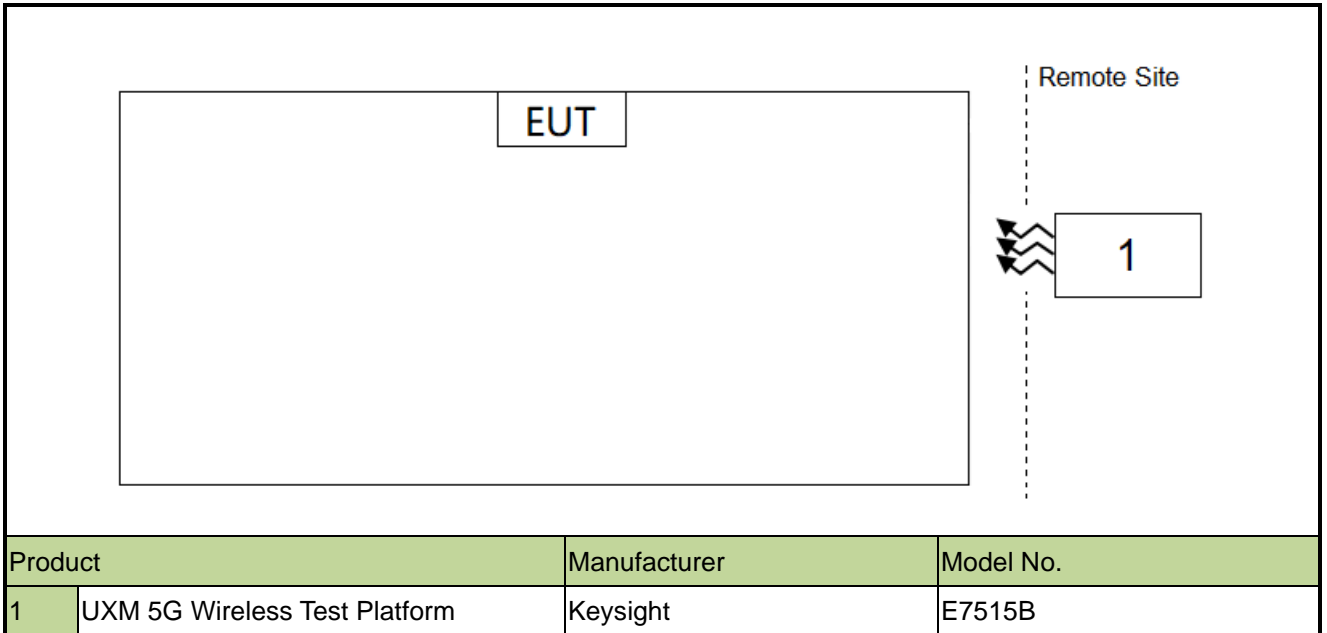 Remote Site
EUT
1
Product Manufacturer Model No.
1 UXM 5G Wireless Test Platform Keysight E7515B